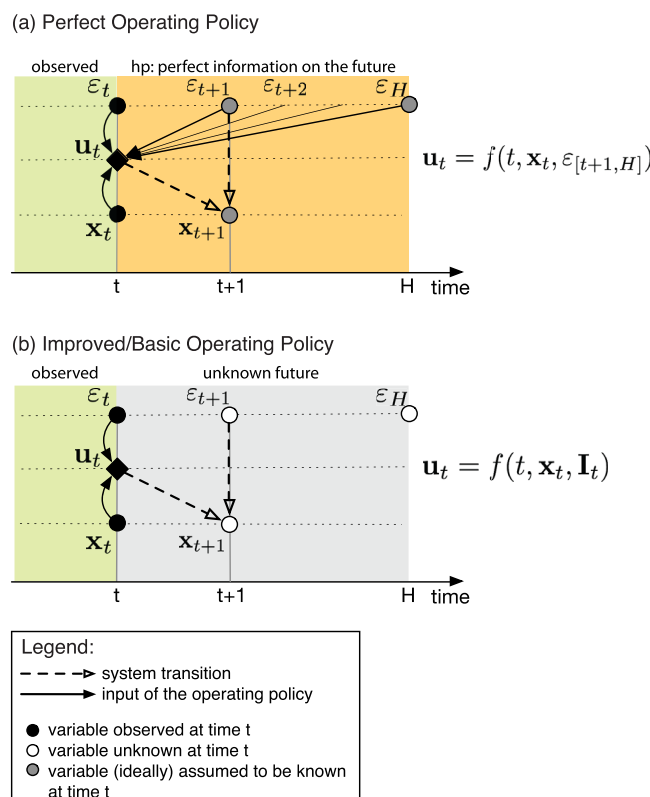 (a) Perfect Operating Policy
observed hp: perfect information on the future
εt εt+1 εt+2 εH
ut
ut = f(t, xt, ε[t+1,H])
xt xt+1
t t+1 H time
(b) Improved/Basic Operating Policy
observed unknown future
εt εt+1 εH
ut
ut = f(t, xt, It)
xt xt+1
t t+1 H time
Legend:
system transition
input of the operating policy
variable observed at time t
variable unknown at time t
variable (ideally) assumed to be known
at time t